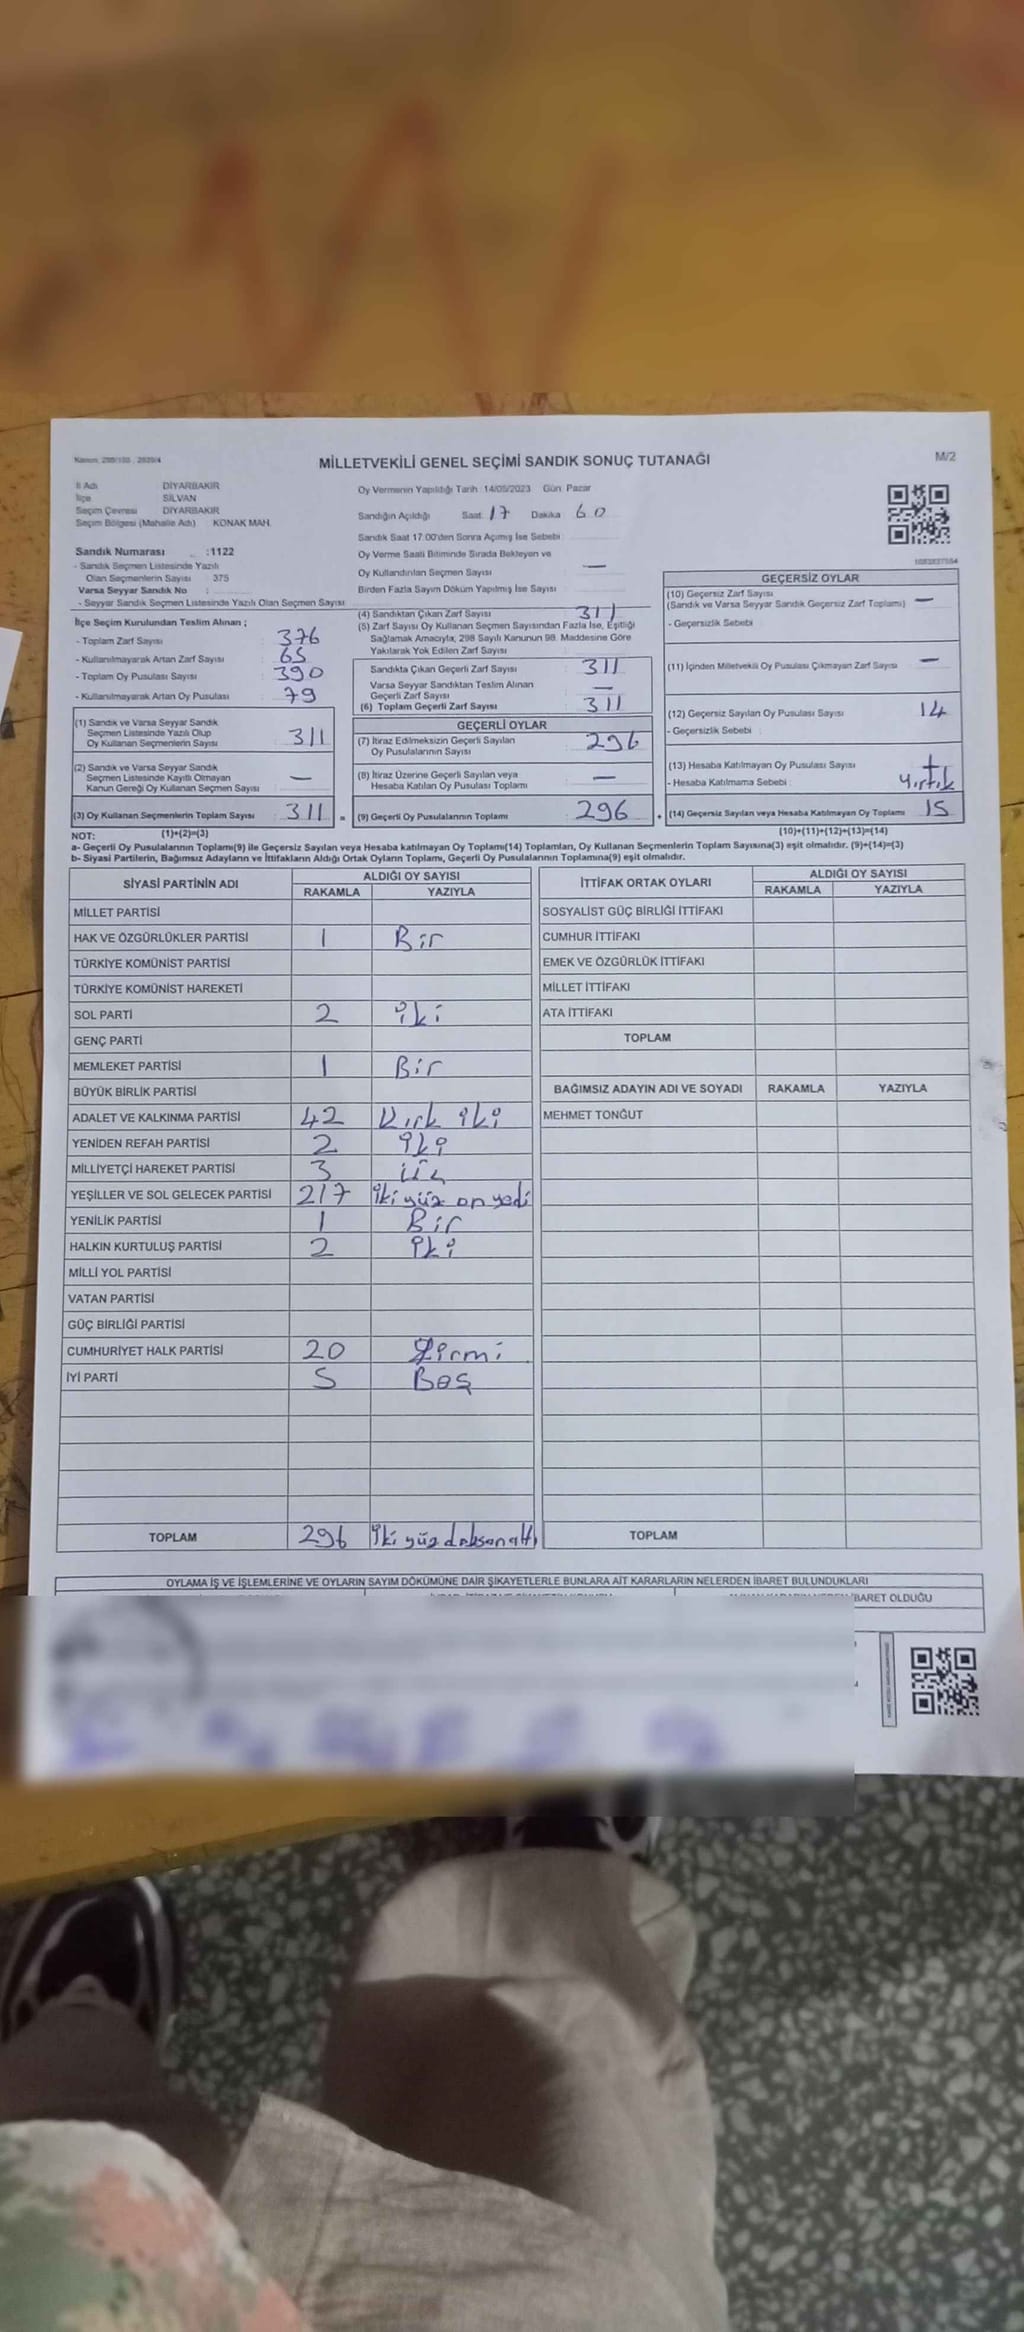 Kanun: 298/105 , 2839/4
MİLLETVEKİLİ GENEL SEÇİMİ SANDIK SONUÇ TUTANAĞI
M/2
İl Adı DİYARBAKIR
İlçe SİLVAN
Seçim Çevresi DİYARBAKIR
Seçim Bölgesi (Mahalle Adı) KONAK MAH.
Oy Vermenin Yapıldığı Tarih 14/05/2023 Gün: Pazar
Sandığın Açıldığı Saat: 17 Dakika 60
Sandık Saat 17.00'den Sonra Açımış İse Sebebi
Oy Verme Saati Bitiminde Sırada Bekleyen ve
Oy Kullandırılan Seçmen Sayısı —
Birden Fazla Sayım Döküm Yapılmış İse Sayısı :
Sandık Numarası :1122
- Sandık Seçmen Listesinde Yazılı
Olan Seçmenlerin Sayısı : 375
Varsa Seyyar Sandık No :
- Seyyar Sandık Seçmen Listesinde Yazılı Olan Seçmen Sayısı
İlçe Seçim Kurulundan Teslim Alınan ;
- Toplam Zarf Sayısı : 376
- Kullanılmayarak Artan Zarf Sayısı : 65
- Toplam Oy Pusulası Sayısı : 390
- Kullanılmayarak Artan Oy Pusulası : 79
(1) Sandık ve Varsa Seyyar Sandık
Seçmen Listesinde Yazılı Olup
Oy Kullanan Seçmenlerin Sayısı : 311
(2) Sandık ve Varsa Seyyar Sandık
Seçmen Listesinde Kayıtlı Olmayan
Kanun Gereği Oy Kullanan Seçmen Sayısı : —
(3) Oy Kullanan Seçmenlerin Toplam Sayısı : 311 =
(1)+(2)=(3)
(4) Sandıktan Çıkan Zarf Sayısı : 311
(5) Zarf Sayısı Oy Kullanan Seçmen Sayısından Fazla İse, Eşitliği
Sağlamak Amacıyla; 298 Sayılı Kanunun 98. Maddesine Göre
Yakılarak Yok Edilen Zarf Sayısı :
Sandıkta Çıkan Geçerli Zarf Sayısı : 311
Varsa Seyyar Sandıktan Teslim Alınan
Geçerli Zarf Sayısı : —
(6) Toplam Geçerli Zarf Sayısı : 311
GEÇERLİ OYLAR
(7) İtiraz Edilmeksizin Geçerli Sayılan
Oy Pusulalarının Sayısı : 296
(8) İtiraz Üzerine Geçerli Sayılan veya
Hesaba Katılan Oy Pusulası Toplamı : —
(9) Geçerli Oy Pusulalarının Toplamı : 296 +
GEÇERSİZ OYLAR
(10) Geçersiz Zarf Sayısı
(Sandık ve Varsa Seyyar Sandık Geçersiz Zarf Toplamı) : —
- Geçersizlik Sebebi
(11) İçinden Milletvekili Oy Pusulası Çıkmayan Zarf Sayısı : —
(12) Geçersiz Sayılan Oy Pusulası Sayısı : 14
- Geçersizlik Sebebi :
(13) Hesaba Katılmayan Oy Pusulası Sayısı :
- Hesaba Katılmama Sebebi : Yırtık
(14) Geçersiz Sayılan veya Hesaba Katılmayan Oy Toplamı : 15
(10)+(11)+(12)+(13)=(14)
NOT:
a- Geçerli Oy Pusulalarının Toplamı(9) ile Geçersiz Sayılan veya Hesaba katılmayan Oy Toplamı(14) Toplamları, Oy Kullanan Seçmenlerin Toplam Sayısına(3) eşit olmalıdır. (9)+(14)=(3)
b- Siyasi Partilerin, Bağımsız Adayların ve İttifakların Aldığı Ortak Oyların Toplamı, Geçerli Oy Pusulalarının Toplamına(9) eşit olmalıdır.
SİYASİ PARTİNİN ADI ALDIĞI OY SAYISI
RAKAMLA YAZIYLA
MİLLET PARTİSİ
HAK VE ÖZGÜRLÜKLER PARTİSİ 1 Bir
TÜRKİYE KOMÜNİST PARTİSİ
TÜRKİYE KOMÜNİST HAREKETİ
SOL PARTİ 2 iki
GENÇ PARTİ
MEMLEKET PARTİSİ 1 Bir
BÜYÜK BİRLİK PARTİSİ
ADALET VE KALKINMA PARTİSİ 42 Kırk iki
YENİDEN REFAH PARTİSİ 2 iki
MİLLİYETÇİ HAREKET PARTİSİ 3 üç
YEŞİLLER VE SOL GELECEK PARTİSİ 217 iki yüz on yedi
YENİLİK PARTİSİ 1 Bir
HALKIN KURTULUŞ PARTİSİ 2 iki
MİLLİ YOL PARTİSİ
VATAN PARTİSİ
GÜÇ BİRLİĞİ PARTİSİ
CUMHURİYET HALK PARTİSİ 20 Yirmi
İYİ PARTİ 5 Beş
TOPLAM 296 iki yüz doksan altı
İTTİFAK ORTAK OYLARI ALDIĞI OY SAYISI
RAKAMLA YAZIYLA
SOSYALİST GÜÇ BİRLİĞİ İTTİFAKI
CUMHUR İTTİFAKI
EMEK VE ÖZGÜRLÜK İTTİFAKI
MİLLET İTTİFAKI
ATA İTTİFAKI
TOPLAM
BAĞIMSIZ ADAYIN ADI VE SOYADI RAKAMLA YAZIYLA
MEHMET TONĞUT
TOPLAM
OYLAMA İŞ VE İŞLEMLERİNE VE OYLARIN SAYIM DÖKÜMÜNE DAİR ŞİKAYETLERLE BUNLARA AİT KARARLARIN NELERDEN İBARET BULUNDUKLARI
İBARET OLDUĞU